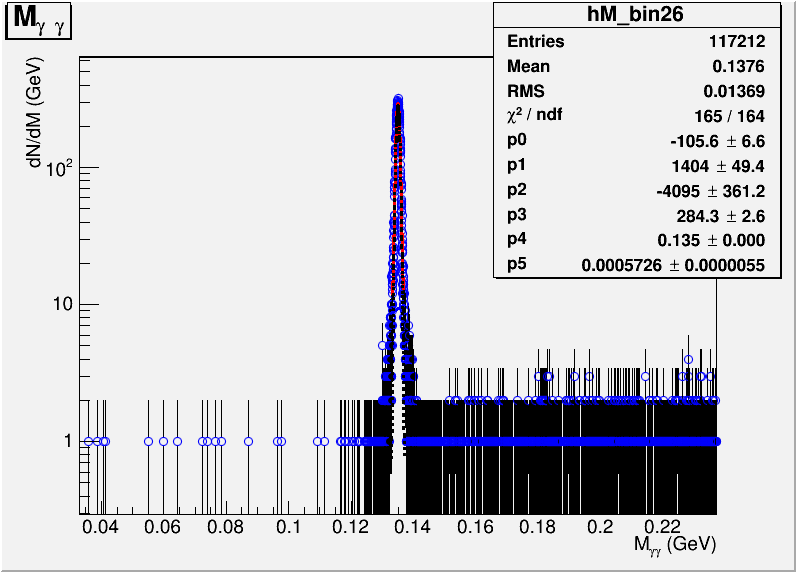 M γ γ
hM_bin26
Entries 117212
Mean 0.1376
RMS 0.01369
χ² / ndf 165 / 164
p0 -105.6 ± 6.6
p1 1404 ± 49.4
p2 -4095 ± 361.2
p3 284.3 ± 2.6
p4 0.135 ± 0.000
p5 0.0005726 ± 0.0000055
dN/dM (GeV)
10²
10
1
0.04 0.06 0.08 0.1 0.12 0.14 0.16 0.18 0.2 0.22
Mγγ (GeV)